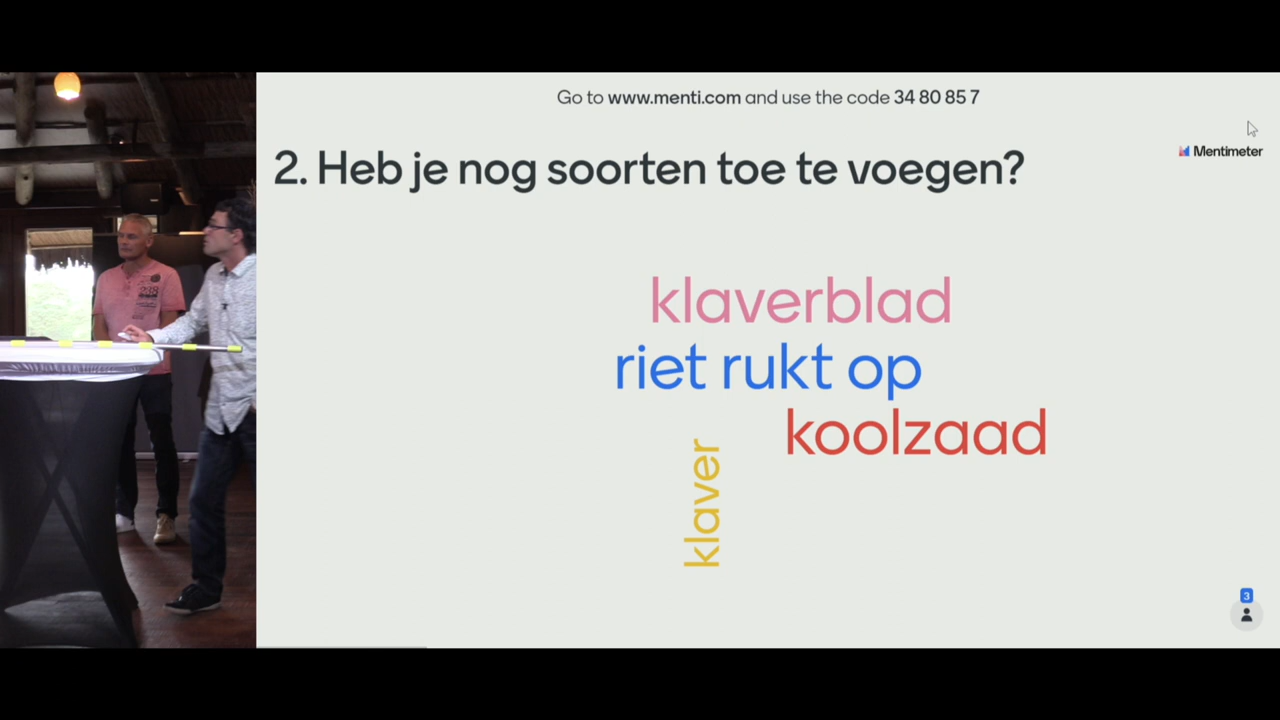 Go to www.menti.com and use the code 34 80 85 7
Mentimeter
2. Heb je nog soorten toe te voegen?
klaverblad
riet rukt op
koolzaad
klaver
3